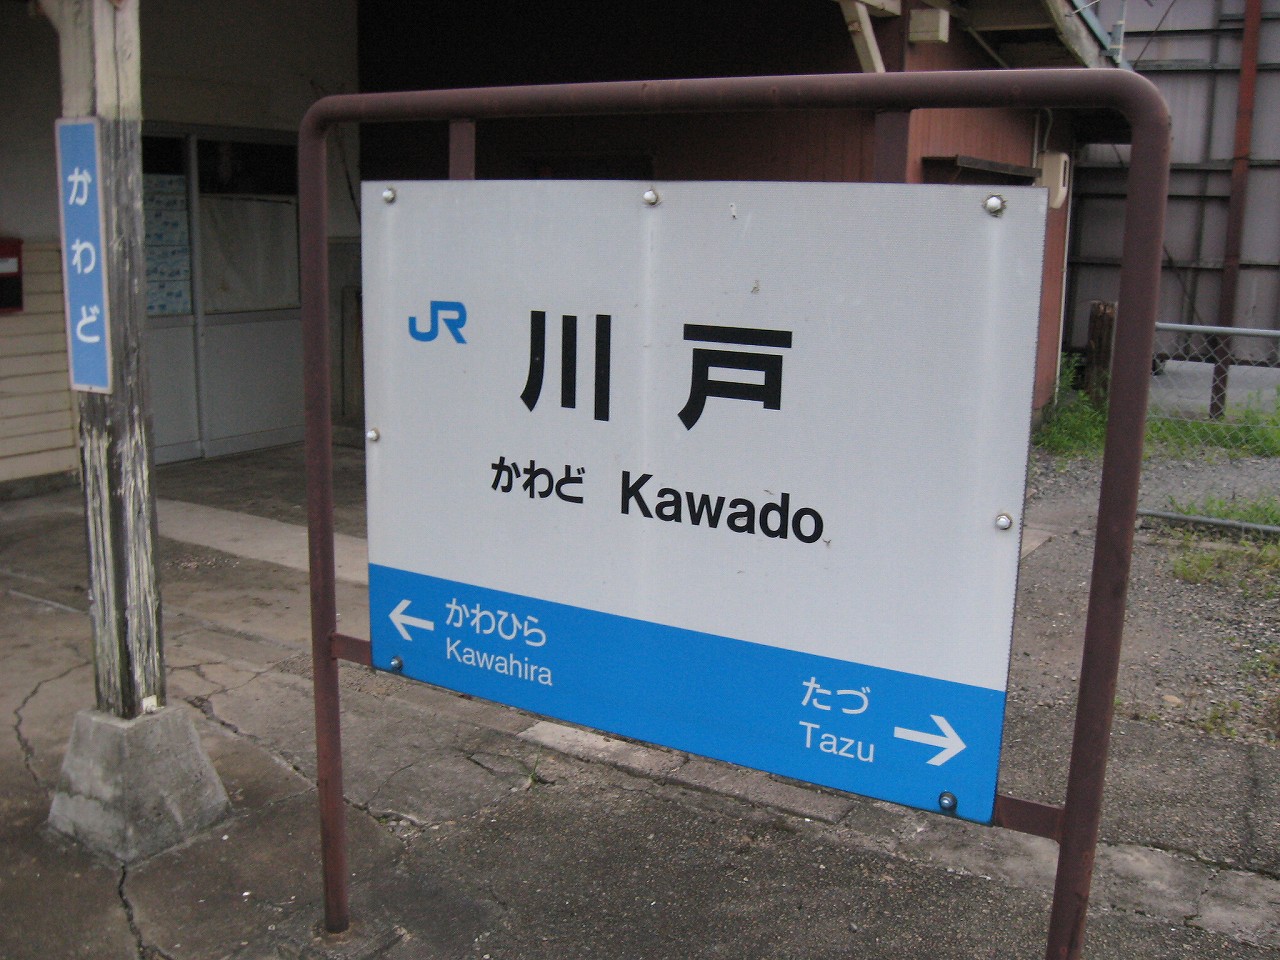 かわど
JR
川戸
かわど Kawado
← かわひら
Kawahira
たづ →
Tazu